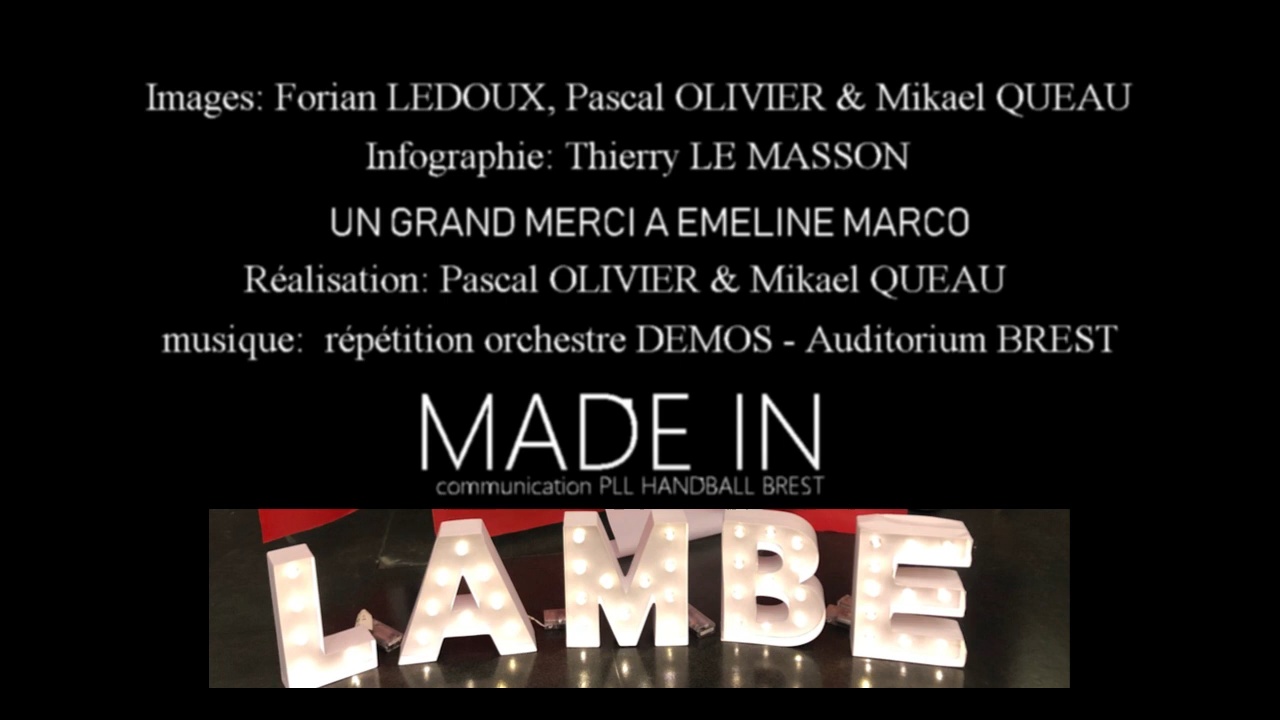 Images: Forian LEDOUX, Pascal OLIVIER & Mikael QUEAU
Infographie: Thierry LE MASSON
UN GRAND MERCI A EMELINE MARCO
Réalisation: Pascal OLIVIER & Mikael QUEAU
musique: répétition orchestre DEMOS - Auditorium BREST
MADE IN
communication PLL HANDBALL BREST
LAMBE